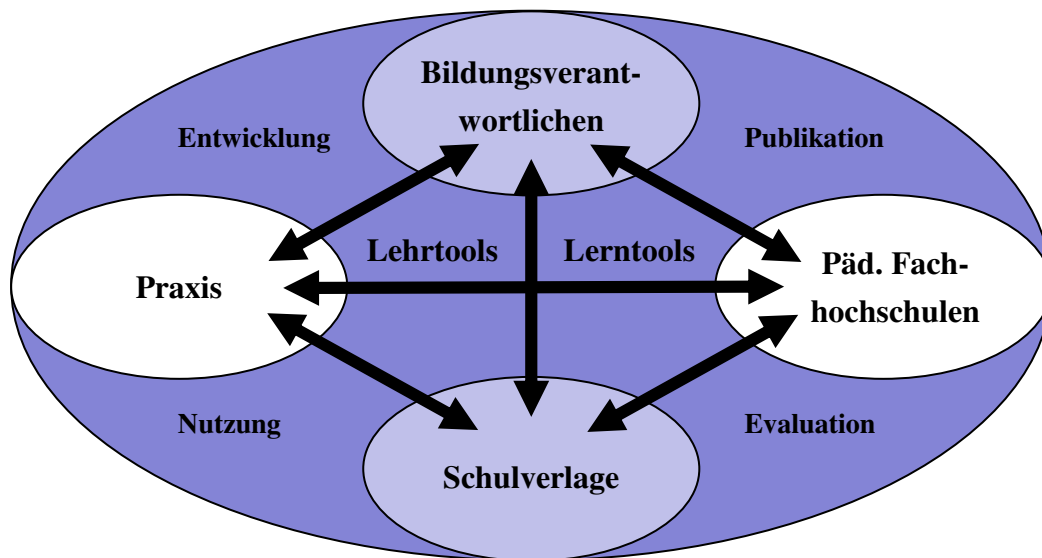 Bildungsverant-
wortlichen
Entwicklung
Publikation
Lehrtools
Lerntools
Praxis
Päd. Fach-
hochschulen
Nutzung
Evaluation
Schulverlage